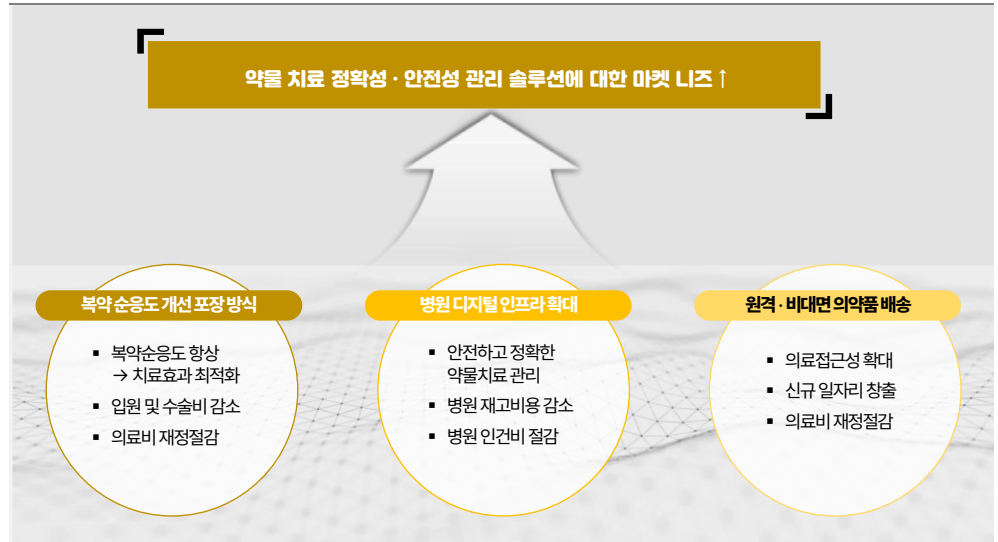 약물 치료 정확성 · 안전성 관리 솔루션에 대한 마켓 니즈 ↑
복약 순응도 개선 포장 방식
▪ 복약순응도 항상
→ 치료효과 최적화
▪ 입원 및 수술비 감소
▪ 의료비 재정절감
병원 디지털 인프라 확대
▪ 안전하고 정확한
약물치료 관리
▪ 병원 재고비용 감소
▪ 병원 인건비 절감
원격 · 비대면 의약품 배송
▪ 의료접근성 확대
▪ 신규 일자리 창출
▪ 의료비 재정절감